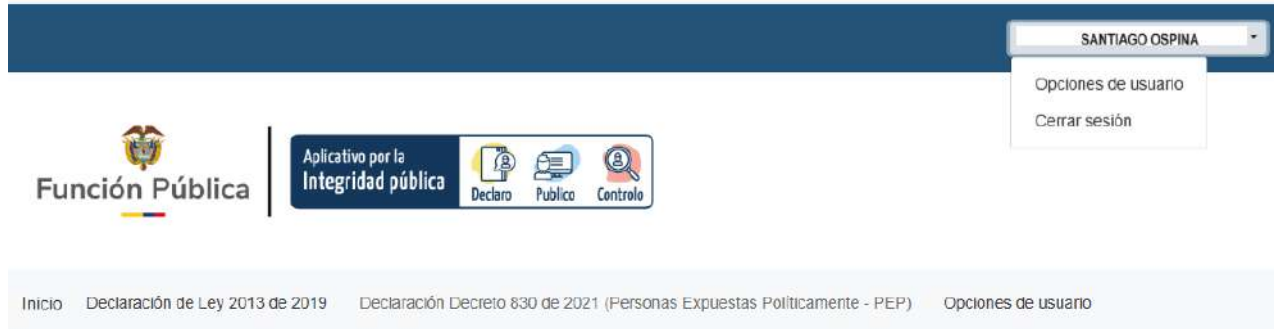 SANTIAGO OSPINA
Opciones de usuario
Cerrar sesión
Función Pública
Aplicativo por la
Integridad pública
Declaro Publico Controlo
Inicio Declaración de Ley 2013 de 2019 Declaración Decreto 830 de 2021 (Personas Expuestas Políticamente - PEP) Opciones de usuario